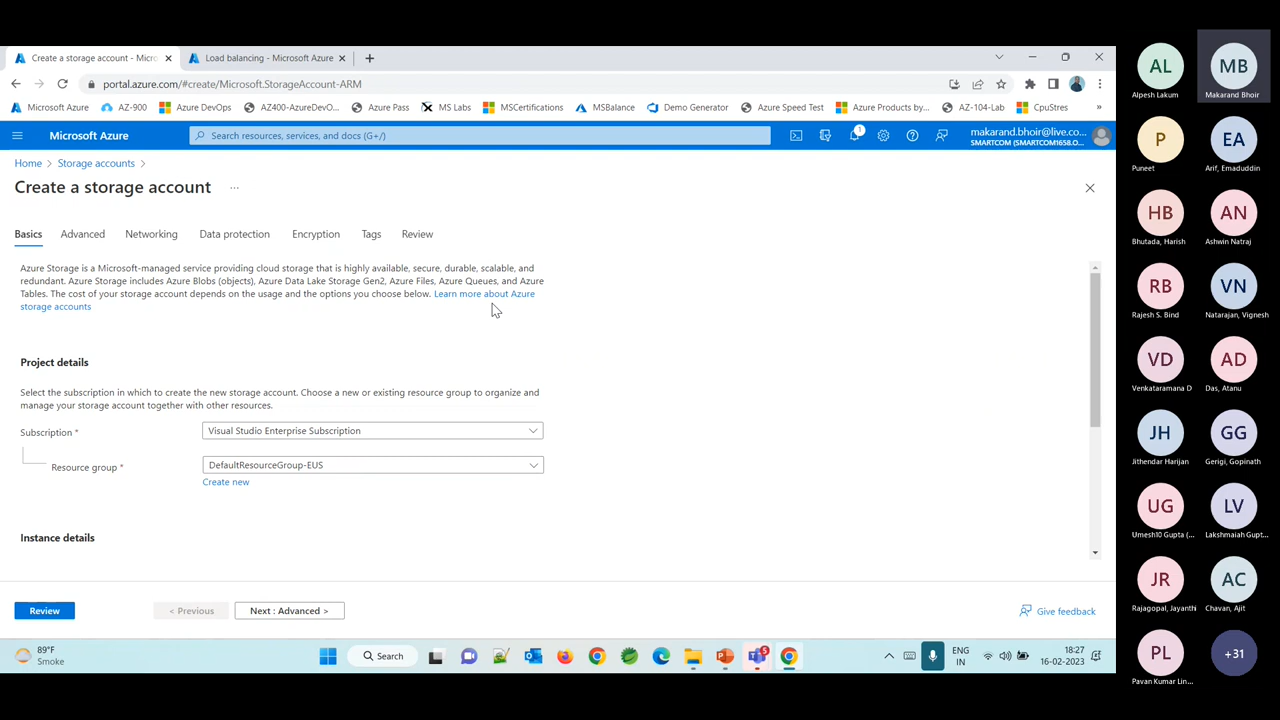 Create a storage account - Micro
Load balancing - Microsoft Azure
portal.azure.com/#create/Microsoft.StorageAccount-ARM
Microsoft Azure
AZ-900
Azure DevOps
AZ400-AzureDevO...
Azure Pass
MS Labs
MSCertifications
MSBalance
Demo Generator
Azure Speed Test
Azure Products by...
AZ-104-Lab
CpuStres
»
Microsoft Azure
Search resources, services, and docs (G+/)
1
makarand.bhoir@live.co...
SMARTCOM (SMARTCOM1658.O...
Home > Storage accounts >
Create a storage account ...
Basics
Advanced
Networking
Data protection
Encryption
Tags
Review
Azure Storage is a Microsoft-managed service providing cloud storage that is highly available, secure, durable, scalable, and
redundant. Azure Storage includes Azure Blobs (objects), Azure Data Lake Storage Gen2, Azure Files, Azure Queues, and Azure
Tables. The cost of your storage account depends on the usage and the options you choose below. Learn more about Azure
storage accounts
Project details
Select the subscription in which to create the new storage account. Choose a new or existing resource group to organize and
manage your storage account together with other resources.
Subscription *
Visual Studio Enterprise Subscription
Resource group *
DefaultResourceGroup-EUS
Create new
Instance details
Review
< Previous
Next : Advanced >
Give feedback
89°F
Smoke
Search
5
ENG
IN
18:27
16-02-2023
AL
Alpesh Lakum
MB
Makarand Bhoir
P
Puneet
EA
Arif, Emaduddin
HB
Bhutada, Harish
AN
Ashwin Natraj
RB
Rajesh S. Bind
VN
Natarajan, Vignesh
VD
Venkataramana D
AD
Das, Atanu
JH
Jithendar Harijan
GG
Gerigi, Gopinath
UG
Umesh10 Gupta (...
LV
Lakshmaiah Gupt...
JR
Rajagopal, Jayanthi
AC
Chavan, Ajit
PL
Pavan Kumar Lin...
+31